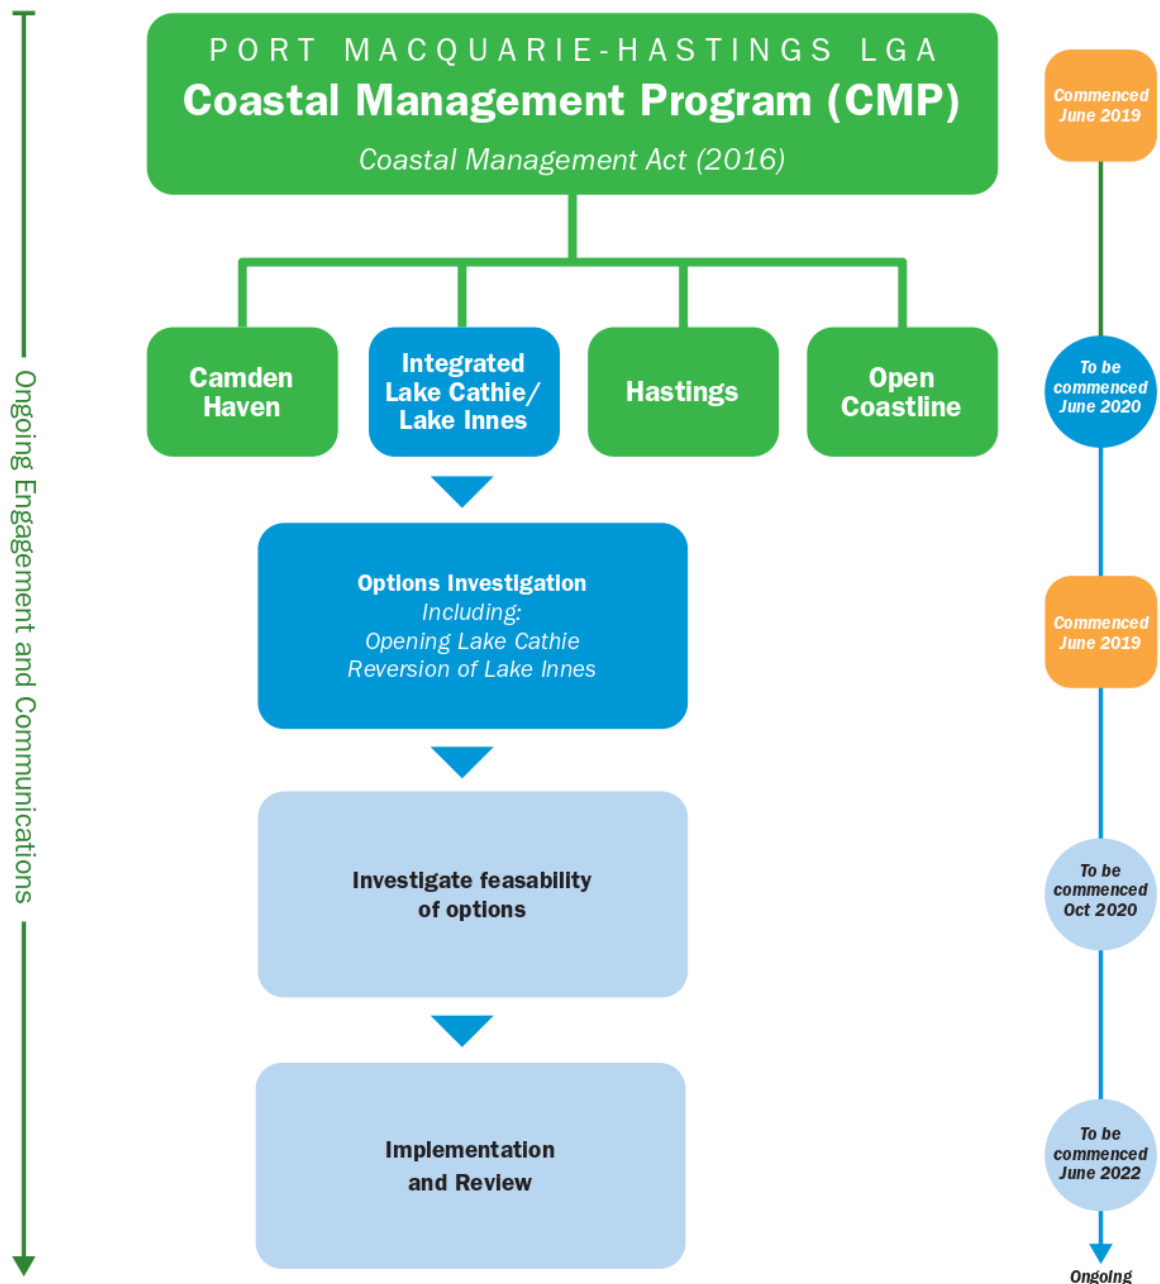 PORT MACQUARIE-HASTINGS LGA
Coastal Management Program (CMP)
Coastal Management Act (2016)
Commenced
June 2019
Camden
Haven
Integrated
Lake Cathie/
Lake Innes
Hastings
Open
Coastline
To be
commenced
June 2020
Ongoing Engagement and Communications
Options Investigation
Including:
Opening Lake Cathie
Reversion of Lake Innes
Commenced
June 2019
Investigate feasability
of options
To be
commenced
Oct 2020
Implementation
and Review
To be
commenced
June 2022
Ongoing